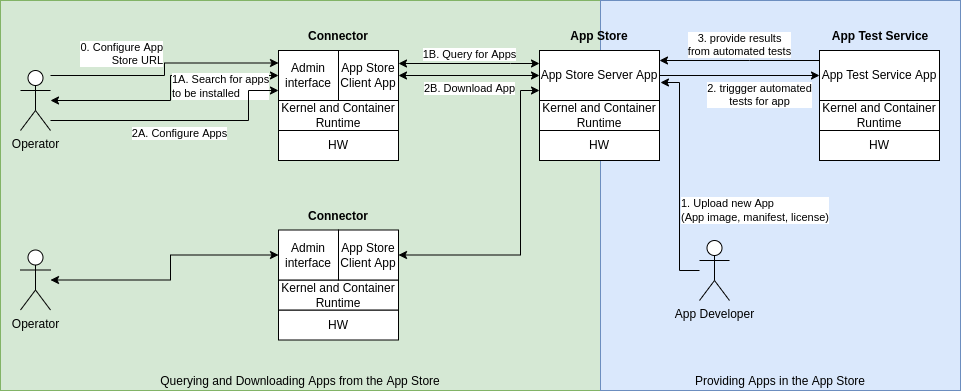 Connector
App Store
App Test Service
0. Configure App
Store URL
1A. Search for apps
to be installed
2A. Configure Apps
Operator
Admin
interface
App Store
Client App
Kernel and Container
Runtime
HW
1B. Query for Apps
2B. Download App
App Store Server App
Kernel and Container
Runtime
HW
3. provide results
from automated tests
2. triggger automated
tests for app
App Test Service App
Kernel and Container
Runtime
HW
1. Upload new App
(App image, manifest, license)
App Developer
Connector
Admin
interface
App Store
Client App
Kernel and Container
Runtime
HW
Operator
Querying and Downloading Apps from the App Store
Providing Apps in the App Store